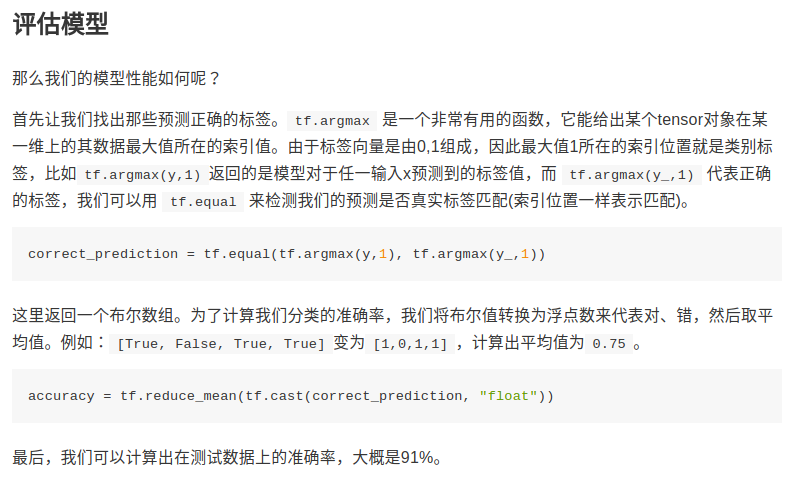 评估模型
那么我们的模型性能如何呢？
首先让我们找出那些预测正确的标签。tf.argmax 是一个非常有用的函数，它能给出某个tensor对象在某
一维上的其数据最大值所在的索引值。由于标签向量是由0,1组成，因此最大值1所在的索引位置就是类别标
签，比如 tf.argmax(y,1) 返回的是模型对于任一输入x预测到的标签值，而 tf.argmax(y_,1) 代表正确
的标签，我们可以用 tf.equal 来检测我们的预测是否真实标签匹配(索引位置一样表示匹配)。
correct_prediction = tf.equal(tf.argmax(y,1), tf.argmax(y_,1))
这里返回一个布尔数组。为了计算我们分类的准确率，我们将布尔值转换为浮点数来代表对、错，然后取平
均值。例如：[True, False, True, True] 变为 [1,0,1,1] ，计算出平均值为 0.75 。
accuracy = tf.reduce_mean(tf.cast(correct_prediction, "float"))
最后，我们可以计算出在测试数据上的准确率，大概是91%。